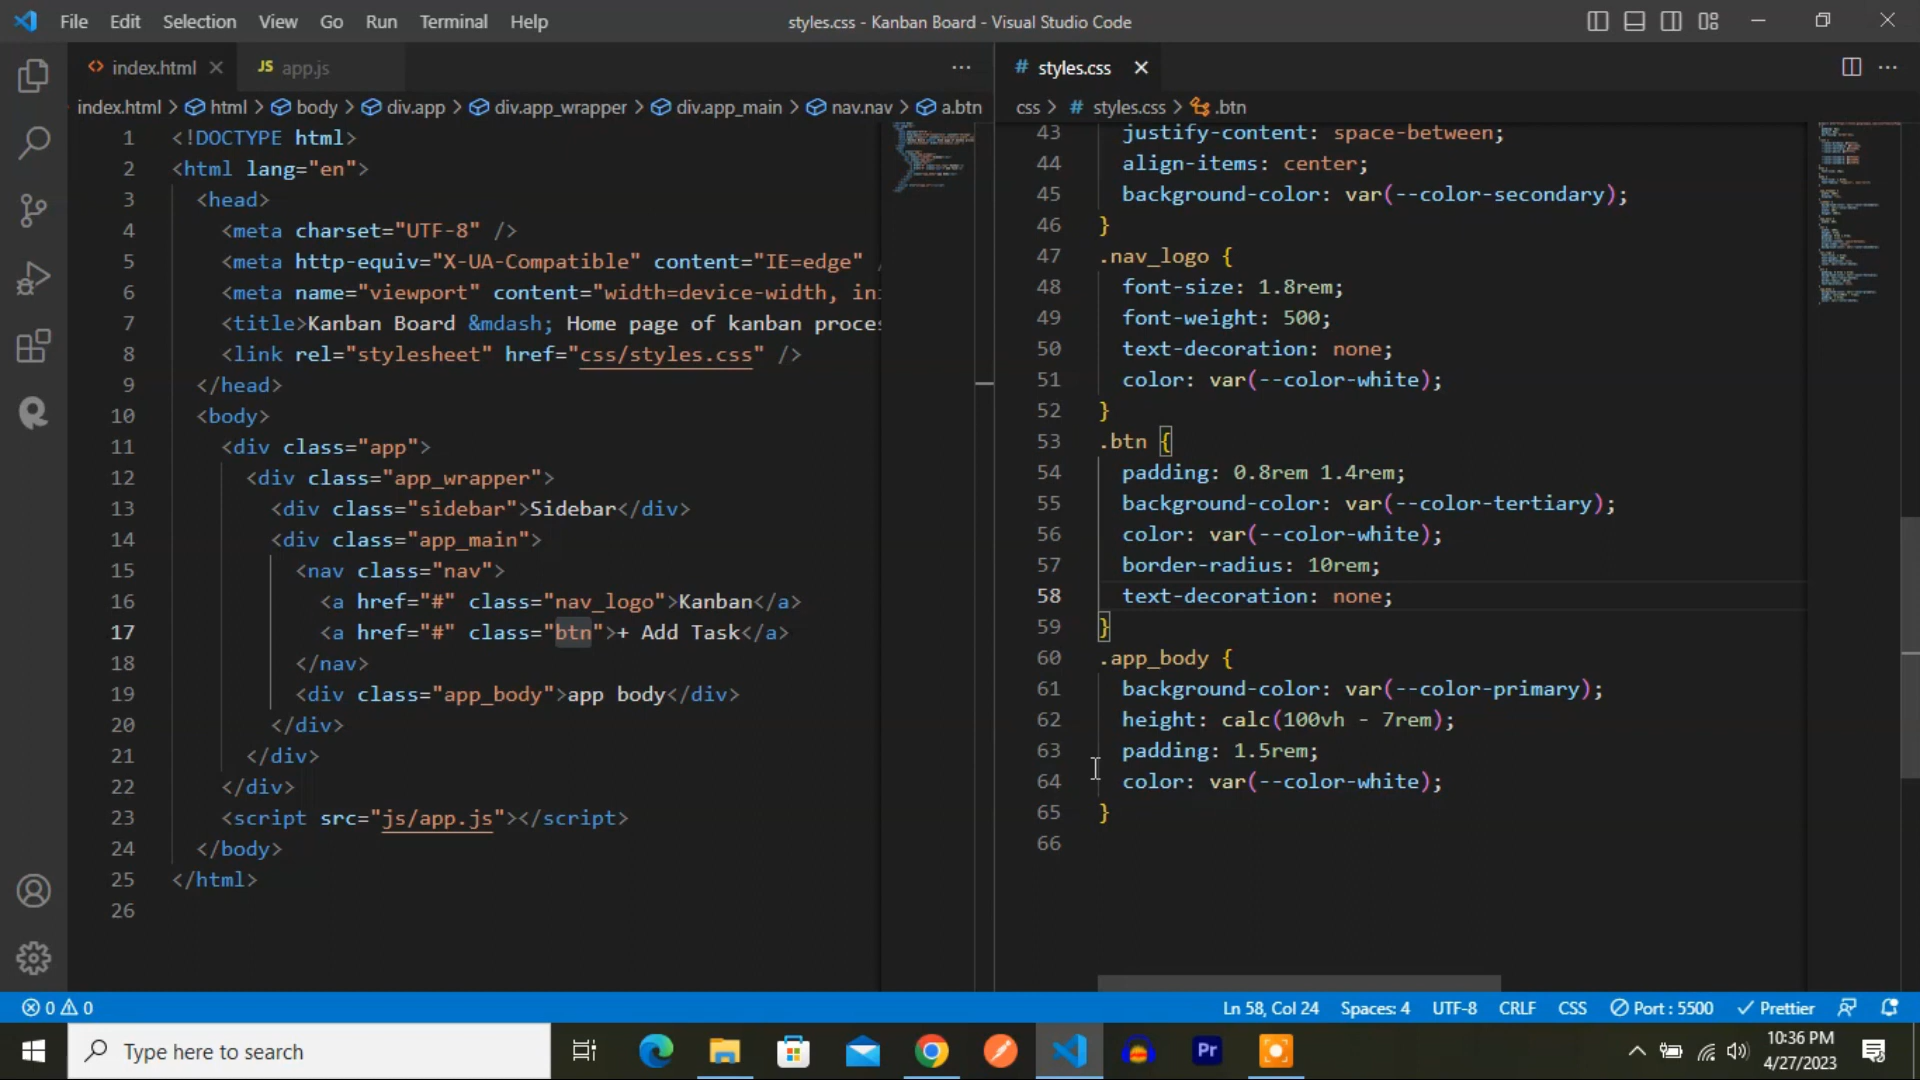 File Edit Selection View Go Run Terminal Help
styles.css - Kanban Board - Visual Studio Code
index.html
JS app.js
# styles.css
index.html > html > body > div.app > div.app_wrapper > div.app_main > nav.nav > a.btn
css > # styles.css > .btn
1 <!DOCTYPE html>
2 <html lang="en">
3 <head>
4 <meta charset="UTF-8" />
5 <meta http-equiv="X-UA-Compatible" content="IE=edge" /
6 <meta name="viewport" content="width=device-width, in
7 <title>Kanban Board &mdash; Home page of kanban proce
8 <link rel="stylesheet" href="css/styles.css" />
9 </head>
10 <body>
11 <div class="app">
12 <div class="app_wrapper">
13 <div class="sidebar">Sidebar</div>
14 <div class="app_main">
15 <nav class="nav">
16 <a href="#" class="nav_logo">Kanban</a>
17 <a href="#" class="btn">+ Add Task</a>
18 </nav>
19 <div class="app_body">app body</div>
20 </div>
21 </div>
22 </div>
23 <script src="js/app.js"></script>
24 </body>
25 </html>
26
43 justify-content: space-between;
44 align-items: center;
45 background-color: var(--color-secondary);
46 }
47 .nav_logo {
48 font-size: 1.8rem;
49 font-weight: 500;
50 text-decoration: none;
51 color: var(--color-white);
52 }
53 .btn {
54 padding: 0.8rem 1.4rem;
55 background-color: var(--color-tertiary);
56 color: var(--color-white);
57 border-radius: 10rem;
58 text-decoration: none;
59 }
60 .app_body {
61 background-color: var(--color-primary);
62 height: calc(100vh - 7rem);
63 padding: 1.5rem;
64 color: var(--color-white);
65 }
66
0 0
Ln 58, Col 24 Spaces: 4 UTF-8 CRLF CSS Port : 5500 Prettier
Type here to search
Pr
10:36 PM
4/27/2023